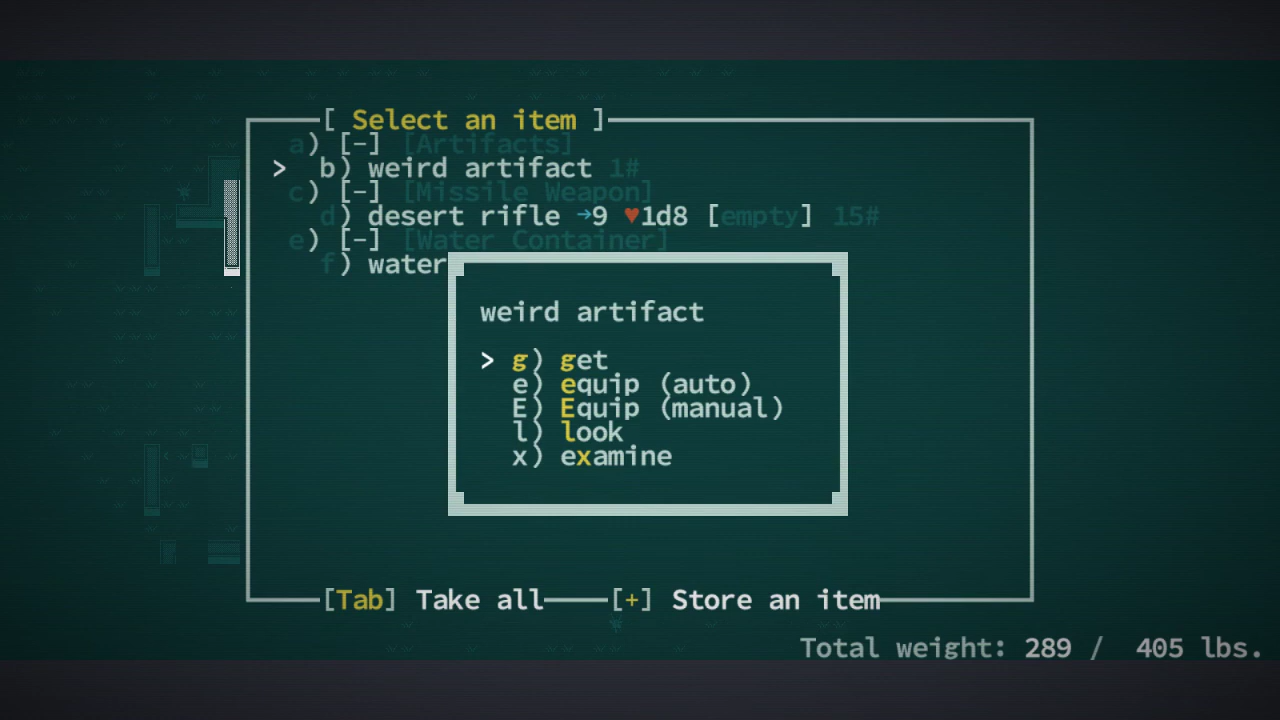 [ Select an item ]
a) [-] [Artifacts]
> b) weird artifact 1#
c) [-] [Missile Weapon]
d) desert rifle →9 ♥1d8 [empty] 15#
e) [-] [Water Container]
f) water
weird artifact
> g) get
e) equip (auto)
E) Equip (manual)
l) look
x) examine
[Tab] Take all [+] Store an item
Total weight: 289 / 405 lbs.